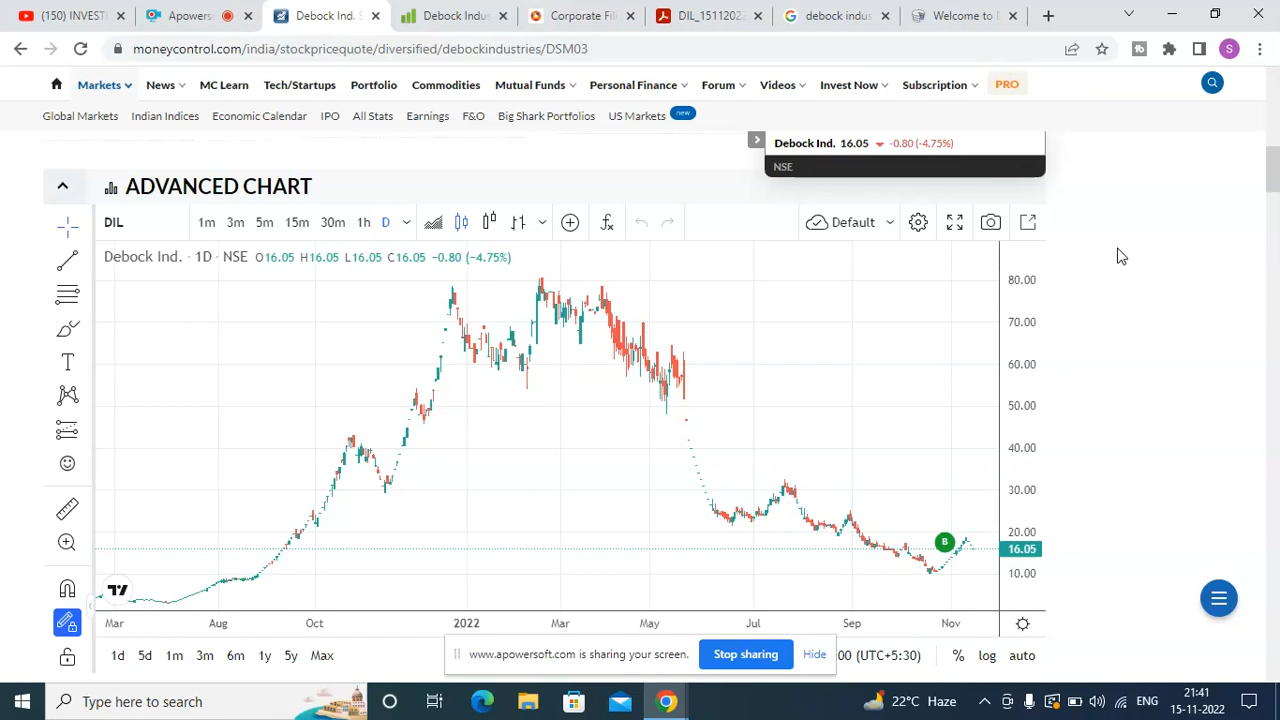 (150) INVESTI
Apowers
Debock Ind. S
Debock Indus
Corporate Fili
DIL_15112022
debock indus
Welcome to D
moneycontrol.com/india/stockpricequote/diversified/debockindustries/DSM03
S
Markets News MC Learn Tech/Startups Portfolio Commodities Mutual Funds Personal Finance Forum Videos Invest Now Subscription PRO
Global Markets Indian Indices Economic Calendar IPO All Stats Earnings F&O Big Shark Portfolios US Markets new
Debock Ind. 16.05 -0.80 (-4.75%)
NSE
ADVANCED CHART
DIL 1m 3m 5m 15m 30m 1h D Default
Debock Ind. · 1D · NSE O16.05 H16.05 L16.05 C16.05 −0.80 (−4.75%)
80.00
70.00
60.00
50.00
40.00
30.00
20.00
B
16.05
10.00
Mar Aug Oct 2022 Mar May Jul Sep Nov
1d 5d 1m 3m 6m 1y 5y Max
www.apowersoft.com is sharing your screen. Stop sharing Hide
:00 (UTC+5:30) % log auto
Type here to search
22°C Haze
ENG
21:41
15-11-2022